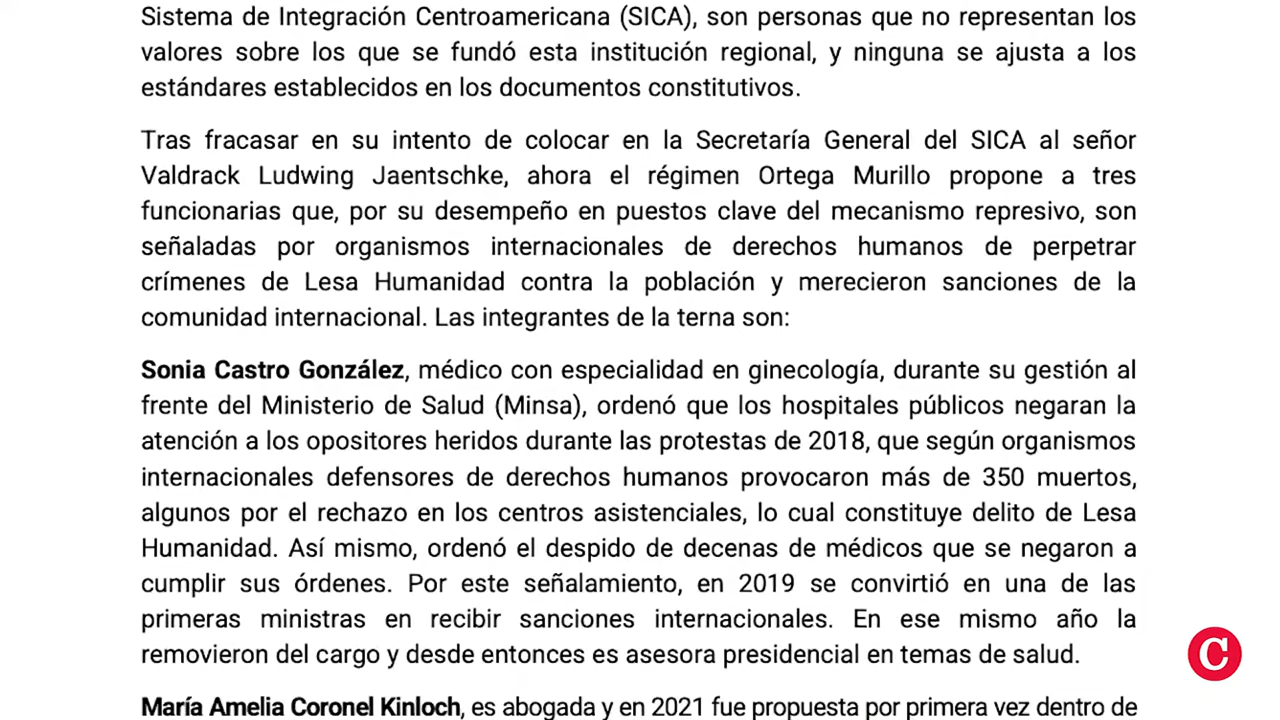 Sistema de Integración Centroamericana (SICA), son personas que no representan los
valores sobre los que se fundó esta institución regional, y ninguna se ajusta a los
estándares establecidos en los documentos constitutivos.
Tras fracasar en su intento de colocar en la Secretaría General del SICA al señor
Valdrack Ludwing Jaentschke, ahora el régimen Ortega Murillo propone a tres
funcionarias que, por su desempeño en puestos clave del mecanismo represivo, son
señaladas por organismos internacionales de derechos humanos de perpetrar
crímenes de Lesa Humanidad contra la población y merecieron sanciones de la
comunidad internacional. Las integrantes de la terna son:
Sonia Castro González, médico con especialidad en ginecología, durante su gestión al
frente del Ministerio de Salud (Minsa), ordenó que los hospitales públicos negaran la
atención a los opositores heridos durante las protestas de 2018, que según organismos
internacionales defensores de derechos humanos provocaron más de 350 muertos,
algunos por el rechazo en los centros asistenciales, lo cual constituye delito de Lesa
Humanidad. Así mismo, ordenó el despido de decenas de médicos que se negaron a
cumplir sus órdenes. Por este señalamiento, en 2019 se convirtió en una de las
primeras ministras en recibir sanciones internacionales. En ese mismo año la
removieron del cargo y desde entonces es asesora presidencial en temas de salud.
María Amelia Coronel Kinloch, es abogada y en 2021 fue propuesta por primera vez dentro de
C